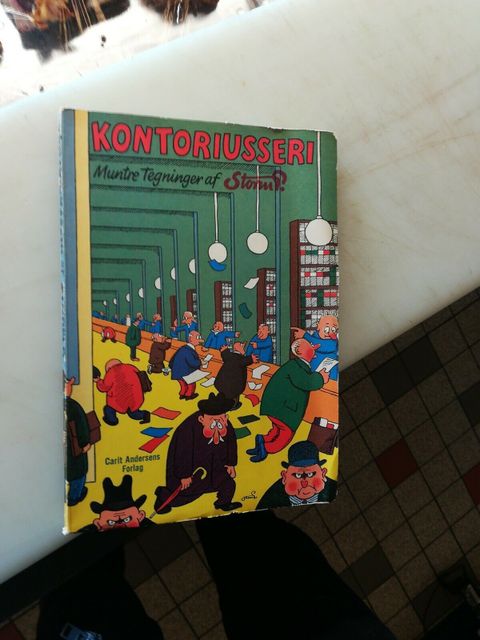 KONTORIUSSERI
Muntre Tegninger af Storm P.
Carit Andersens
Forlag